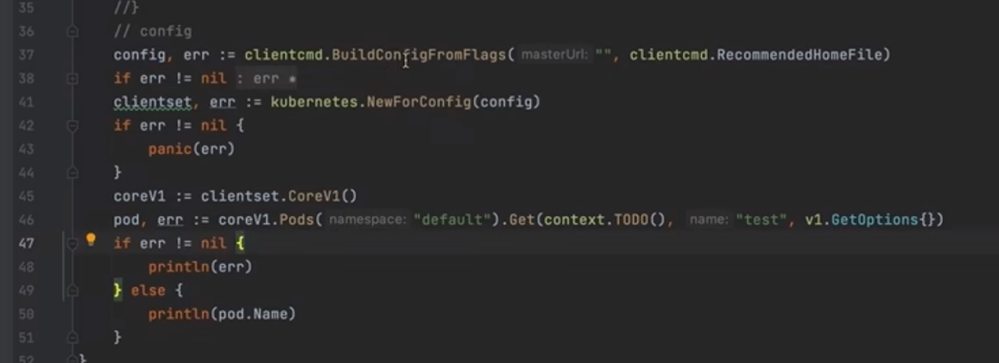 35 //}
36 // config
37 config, err := clientcmd.BuildConfigFromFlags( masterUrl: "", clientcmd.RecommendedHomeFile)
38 if err != nil : err
41 clientset, err := kubernetes.NewForConfig(config)
42 if err != nil {
43 panic(err)
44 }
45 coreV1 := clientset.CoreV1()
46 pod, err := coreV1.Pods( namespace: "default").Get(context.TODO(), name: "test", v1.GetOptions{})
47 if err != nil {
48 println(err)
49 } else {
50 println(pod.Name)
51 }
52 }